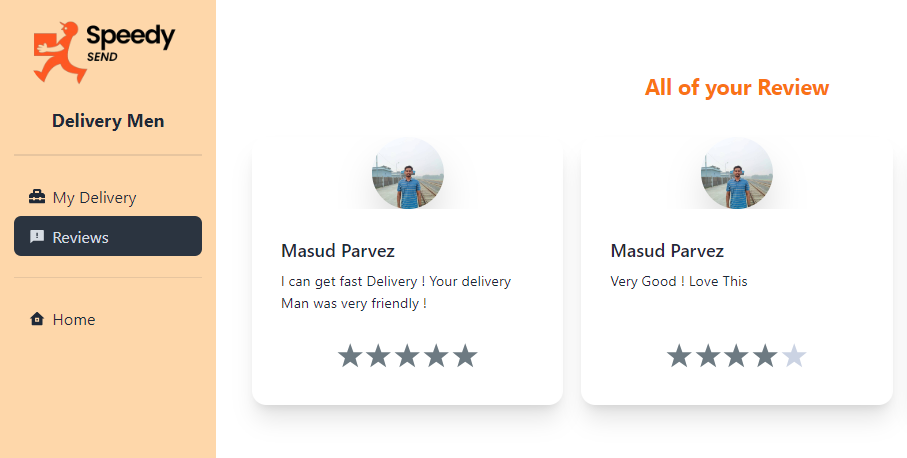 Speedy
SEND
Delivery Men
My Delivery
Reviews
Home
All of your Review
Masud Parvez
I can get fast Delivery ! Your delivery
Man was very friendly !
Masud Parvez
Very Good ! Love This